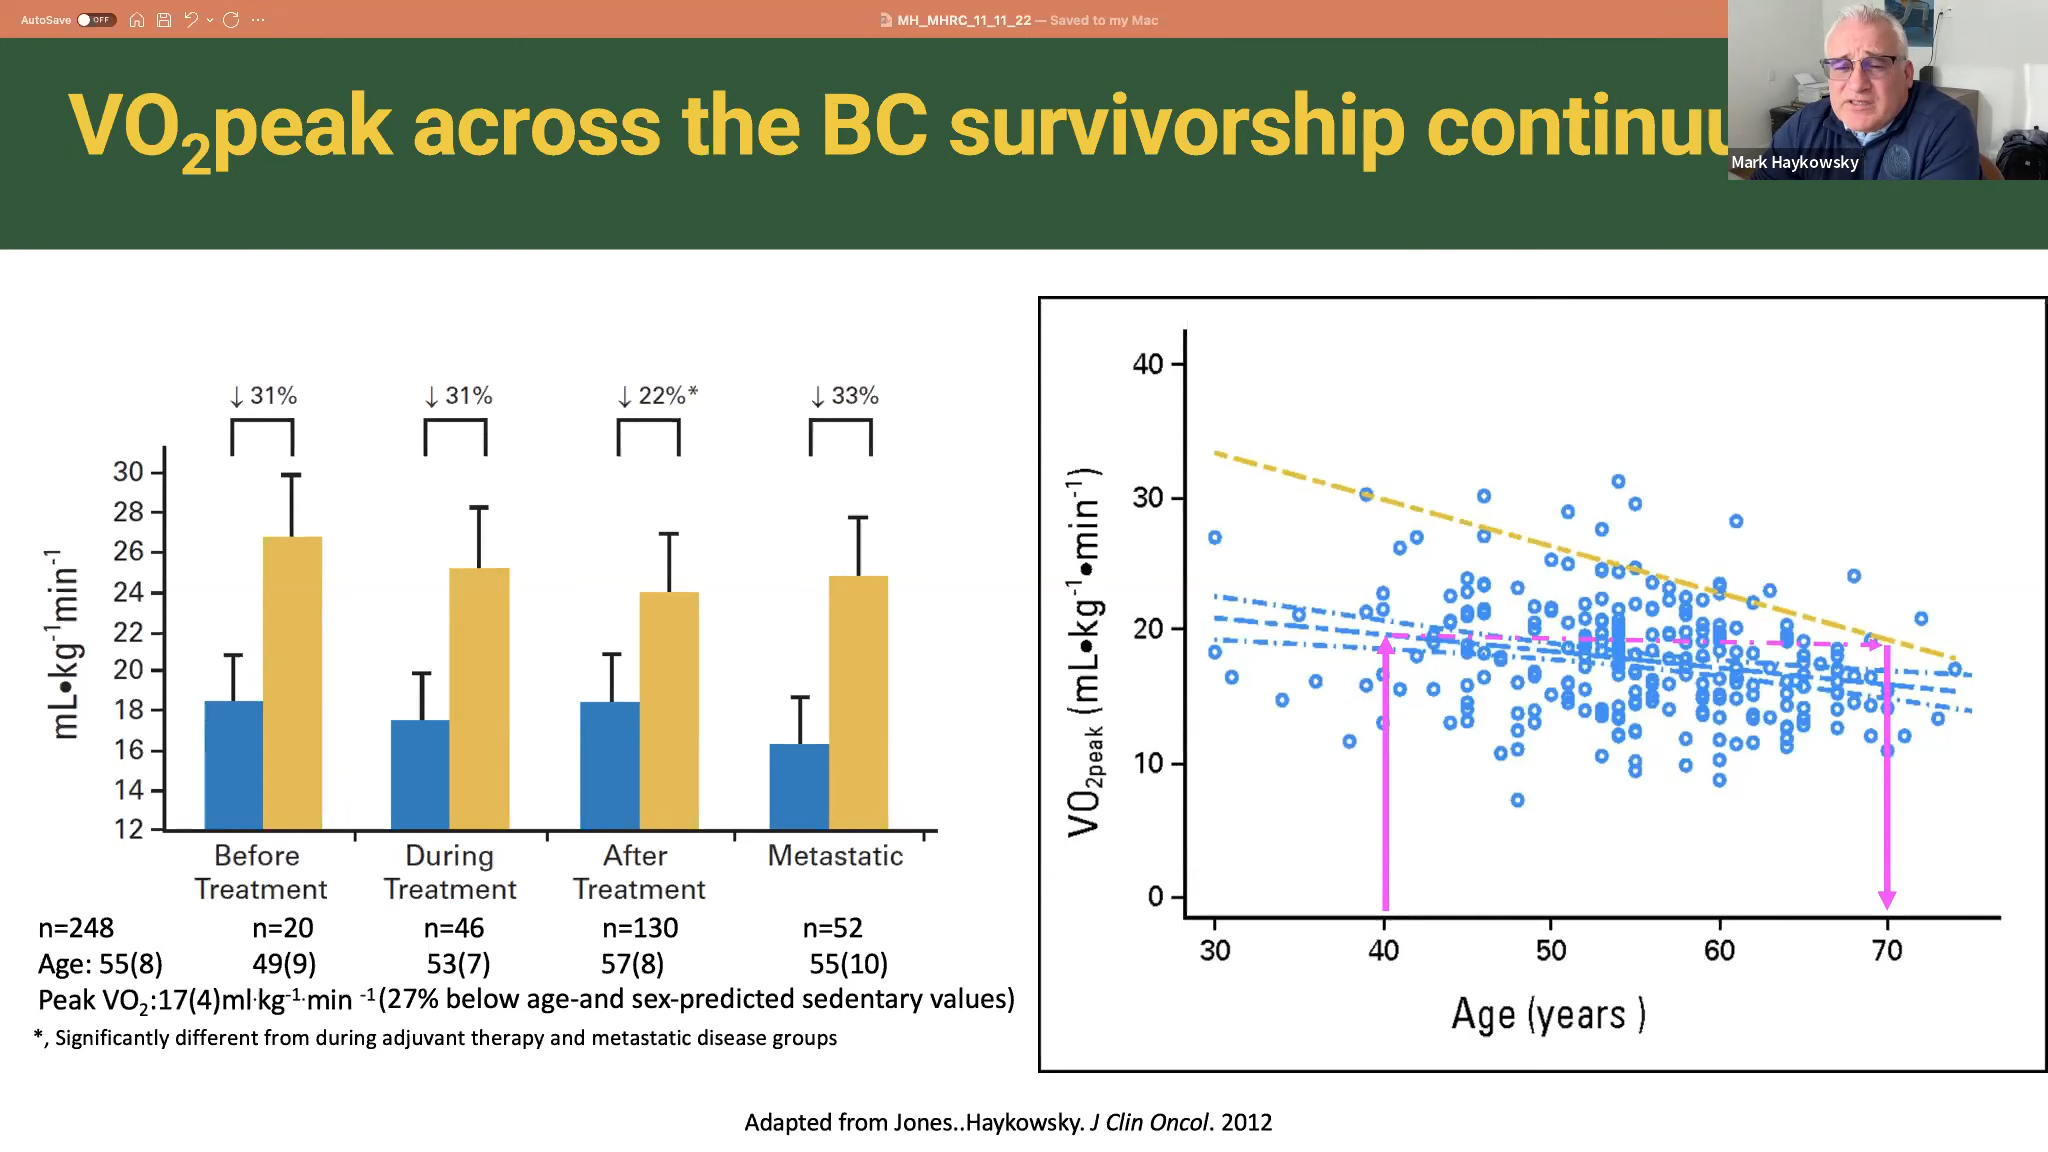 AutoSave OFF
MH_MHRC_11_11_22 — Saved to my Mac
VO2peak across the BC survivorship continu
Mark Haykowsky
↓ 31% ↓ 31% ↓ 22%* ↓ 33%
mL•kg-1min-1
30
28
26
24
22
20
18
16
14
12
Before Treatment
During Treatment
After Treatment
Metastatic
n=248 n=20 n=46 n=130 n=52
Age: 55(8) 49(9) 53(7) 57(8) 55(10)
Peak VO2:17(4)ml·kg-1·min -1(27% below age-and sex-predicted sedentary values)
*, Significantly different from during adjuvant therapy and metastatic disease groups
VO2peak (mL•kg-1•min-1)
40
30
20
10
0
30 40 50 60 70
Age (years )
Adapted from Jones..Haykowsky. J Clin Oncol. 2012